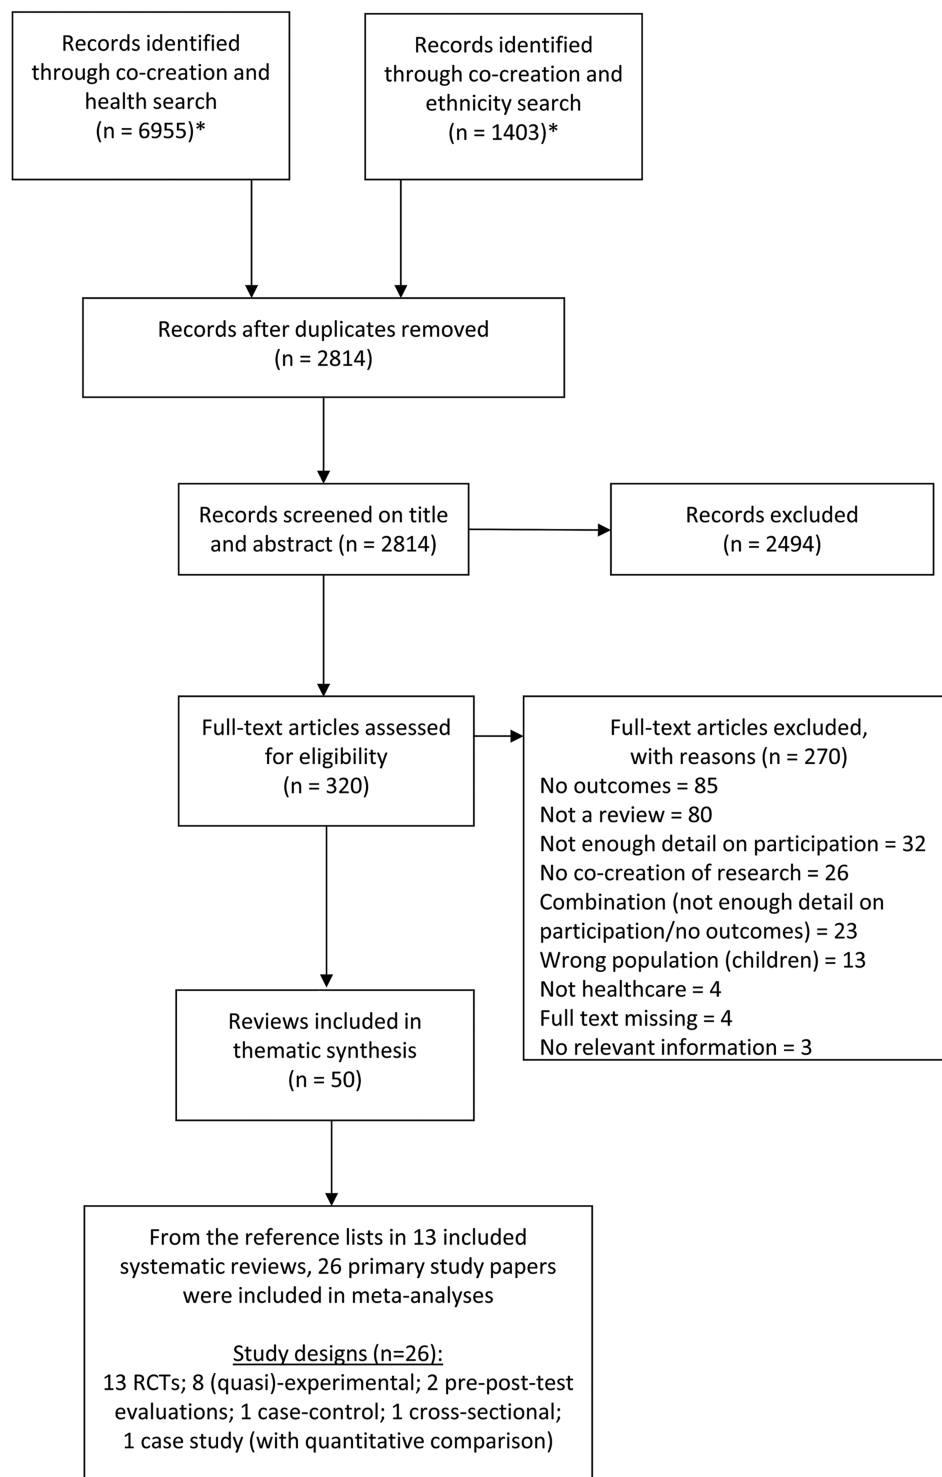 Records identified
through co-creation and
health search
(n = 6955)*
Records identified
through co-creation and
ethnicity search
(n = 1403)*
Records after duplicates removed
(n = 2814)
Records screened on title
and abstract (n = 2814)
Records excluded
(n = 2494)
Full-text articles assessed
for eligibility
(n = 320)
Full-text articles excluded,
with reasons (n = 270)
No outcomes = 85
Not a review = 80
Not enough detail on participation = 32
No co-creation of research = 26
Combination (not enough detail on
participation/no outcomes) = 23
Wrong population (children) = 13
Not healthcare = 4
Full text missing = 4
No relevant information = 3
Reviews included in
thematic synthesis
(n = 50)
From the reference lists in 13 included
systematic reviews, 26 primary study papers
were included in meta-analyses
Study designs (n=26):
13 RCTs; 8 (quasi)-experimental; 2 pre-post-test
evaluations; 1 case-control; 1 cross-sectional;
1 case study (with quantitative comparison)